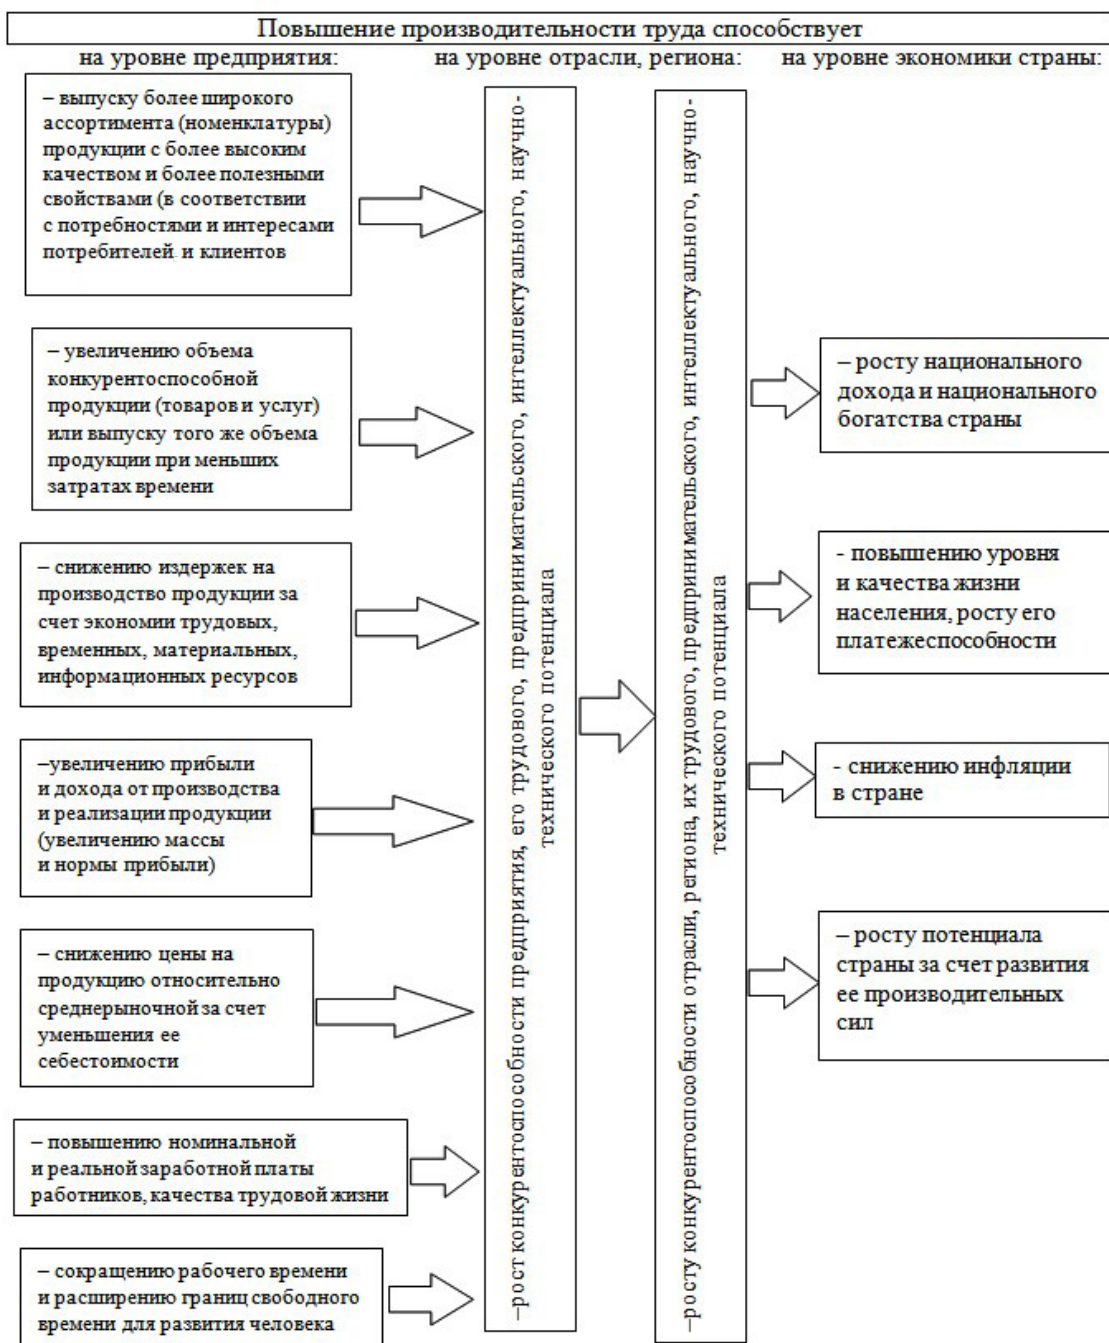 Повышение производительности труда способствует
на уровне предприятия:
на уровне отрасли, региона:
на уровне экономики страны:
– выпуску более широкого
ассортимента (номенклатуры)
продукции с более высоким
качеством и более полезными
свойствами (в соответствии
с потребностями и интересами
потребителей и клиентов
– увеличению объема
конкурентоспособной
продукции (товаров и услуг)
или выпуску того же объема
продукции при меньших
затратах времени
– снижению издержек на
производство продукции за
счет экономии трудовых,
временных, материальных,
информационных ресурсов
–увеличению прибыли
и дохода от производства
и реализации продукции
(увеличению массы
и нормы прибыли)
– снижению цены на
продукцию относительно
среднерыночной за счет
уменьшения ее
себестоимости
– повышению номинальной
и реальной заработной платы
работников, качества трудовой жизни
– сокращению рабочего времени
и расширению границ свободного
времени для развития человека
–рост конкурентоспособности предприятия, его трудового, предпринимательского, интеллектуального, научно-
технического потенциала
–росту конкурентоспособности отрасли, региона, их трудового, предпринимательского, интеллектуального, научно-
технического потенциала
– росту национального
дохода и национального
богатства страны
- повышению уровня
и качества жизни
населения, росту его
платежеспособности
- снижению инфляции
в стране
– росту потенциала
страны за счет развития
ее производительных
сил